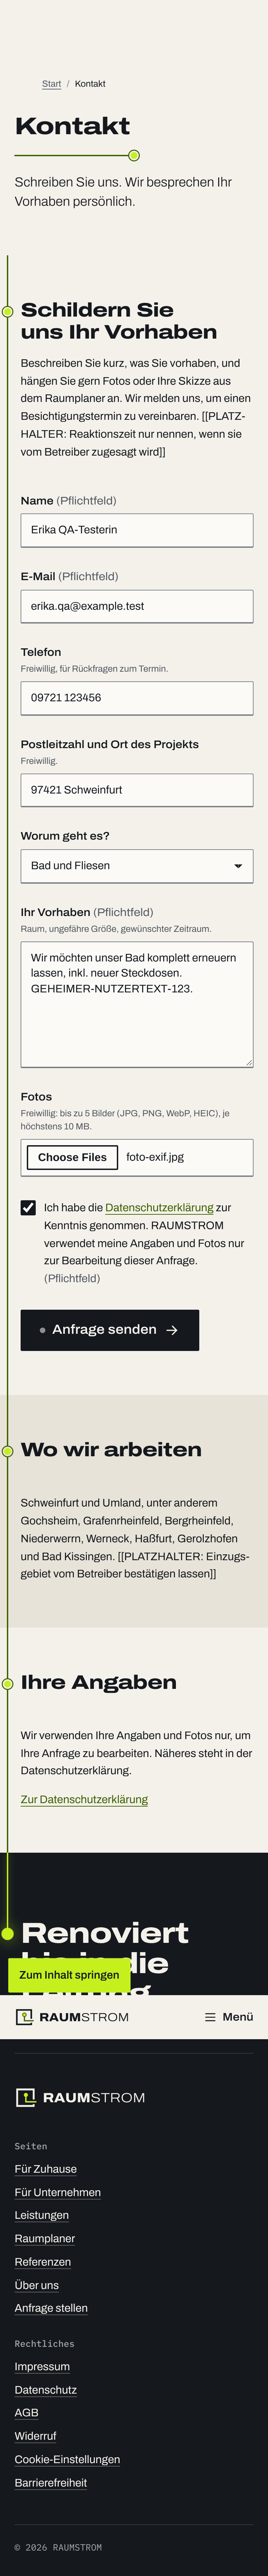 Start / Kontakt
Kontakt
Schreiben Sie uns. Wir besprechen Ihr
Vorhaben persönlich.
Schildern Sie
uns Ihr Vorhaben
Beschreiben Sie kurz, was Sie vorhaben, und
hängen Sie gern Fotos oder Ihre Skizze aus
dem Raumplaner an. Wir melden uns, um einen
Besichtigungstermin zu vereinbaren. [[PLATZ-
HALTER: Reaktionszeit nur nennen, wenn sie
vom Betreiber zugesagt wird]]
Name (Pflichtfeld)
Erika QA-Testerin
E-Mail (Pflichtfeld)
erika.qa@example.test
Telefon
Freiwillig, für Rückfragen zum Termin.
09721 123456
Postleitzahl und Ort des Projekts
Freiwillig.
97421 Schweinfurt
Worum geht es?
Bad und Fliesen
Ihr Vorhaben (Pflichtfeld)
Raum, ungefähre Größe, gewünschter Zeitraum.
Wir möchten unser Bad komplett erneuern
lassen, inkl. neuer Steckdosen.
GEHEIMER-NUTZERTEXT-123.
Fotos
Freiwillig: bis zu 5 Bilder (JPG, PNG, WebP, HEIC), je
höchstens 10 MB.
Choose Files foto-exif.jpg
Ich habe die Datenschutzerklärung zur
Kenntnis genommen. RAUMSTROM
verwendet meine Angaben und Fotos nur
zur Bearbeitung dieser Anfrage.
(Pflichtfeld)
Anfrage senden →
Wo wir arbeiten
Schweinfurt und Umland, unter anderem
Gochsheim, Grafenrheinfeld, Bergrheinfeld,
Niederwerrn, Werneck, Haßfurt, Gerolzhofen
und Bad Kissingen. [[PLATZHALTER: Einzugs-
gebiet vom Betreiber bestätigen lassen]]
Ihre Angaben
Wir verwenden Ihre Angaben und Fotos nur, um
Ihre Anfrage zu bearbeiten. Näheres steht in der
Datenschutzerklärung.
Zur Datenschutzerklärung
Renoviert
bis in die
Zum Inhalt springen
RAUMSTROM Menü
RAUMSTROM
Seiten
Für Zuhause
Für Unternehmen
Leistungen
Raumplaner
Referenzen
Über uns
Anfrage stellen
Rechtliches
Impressum
Datenschutz
AGB
Widerruf
Cookie-Einstellungen
Barrierefreiheit
© 2026 RAUMSTROM